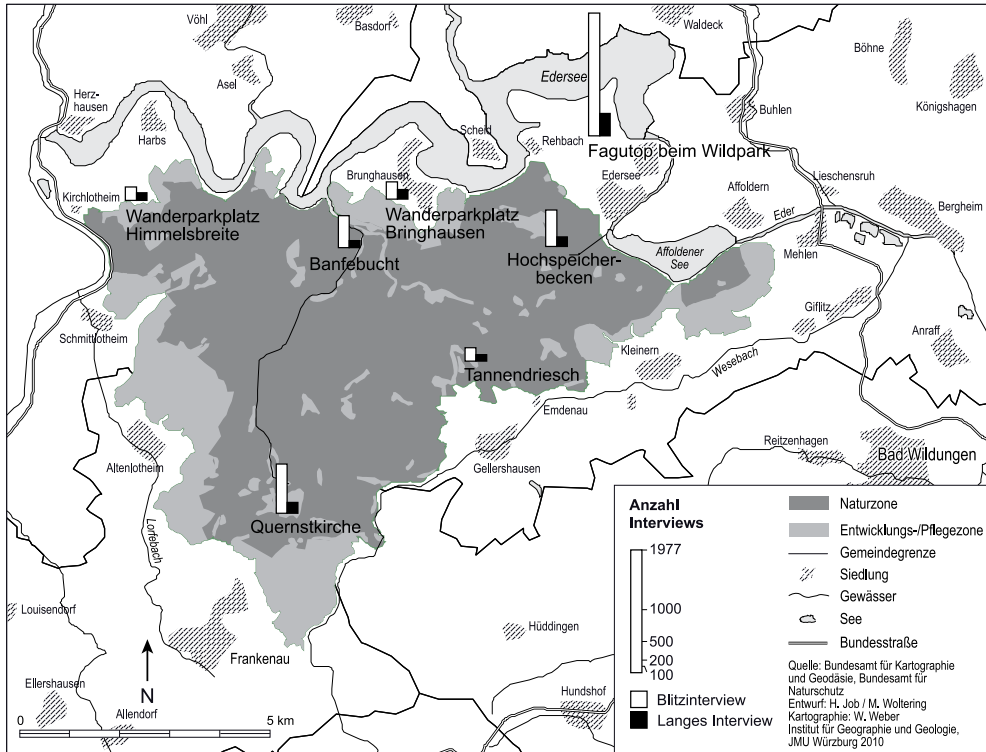 Vöhl
Basdorf
Waldeck
Böhne
Asel
Edersee
Königshagen
Herz-
hausen
Harbs
Scheid
Rehbach
Buhlen
Fagutop beim Wildpark
Kirchlotheim
Brunghausen
Edersee
Affoldern
Lieschensruh
Bergheim
Wanderparkplatz
Himmelsbreite
Wanderparkplatz
Bringhausen
Eder
Banfebucht
Hochspeicher-
becken
Affoldener
See
Mehlen
Giflitz
Schmittlotheim
Anraff
Kleinern
Wesebach
Tannendriesch
Emdenau
Reitzenhagen
Bad Wildungen
Altenlotheim
Gellershausen
Quernstkirche
Lorfebach
Louisendorf
Frankenau
Hüddingen
Ellershausen
N
Allendorf
Hundshof
0
5 km
Anzahl
Interviews
1977
1000
500
200
100
Blitzinterview
Langes Interview
Naturzone
Entwicklungs-/Pflegezone
Gemeindegrenze
Siedlung
Gewässer
See
Bundesstraße
Quelle: Bundesamt für Kartographie
und Geodäsie, Bundesamt für
Naturschutz
Entwurf: H. Job / M. Woltering
Kartographie: W. Weber
Institut für Geographie und Geologie,
JMU Würzburg 2010